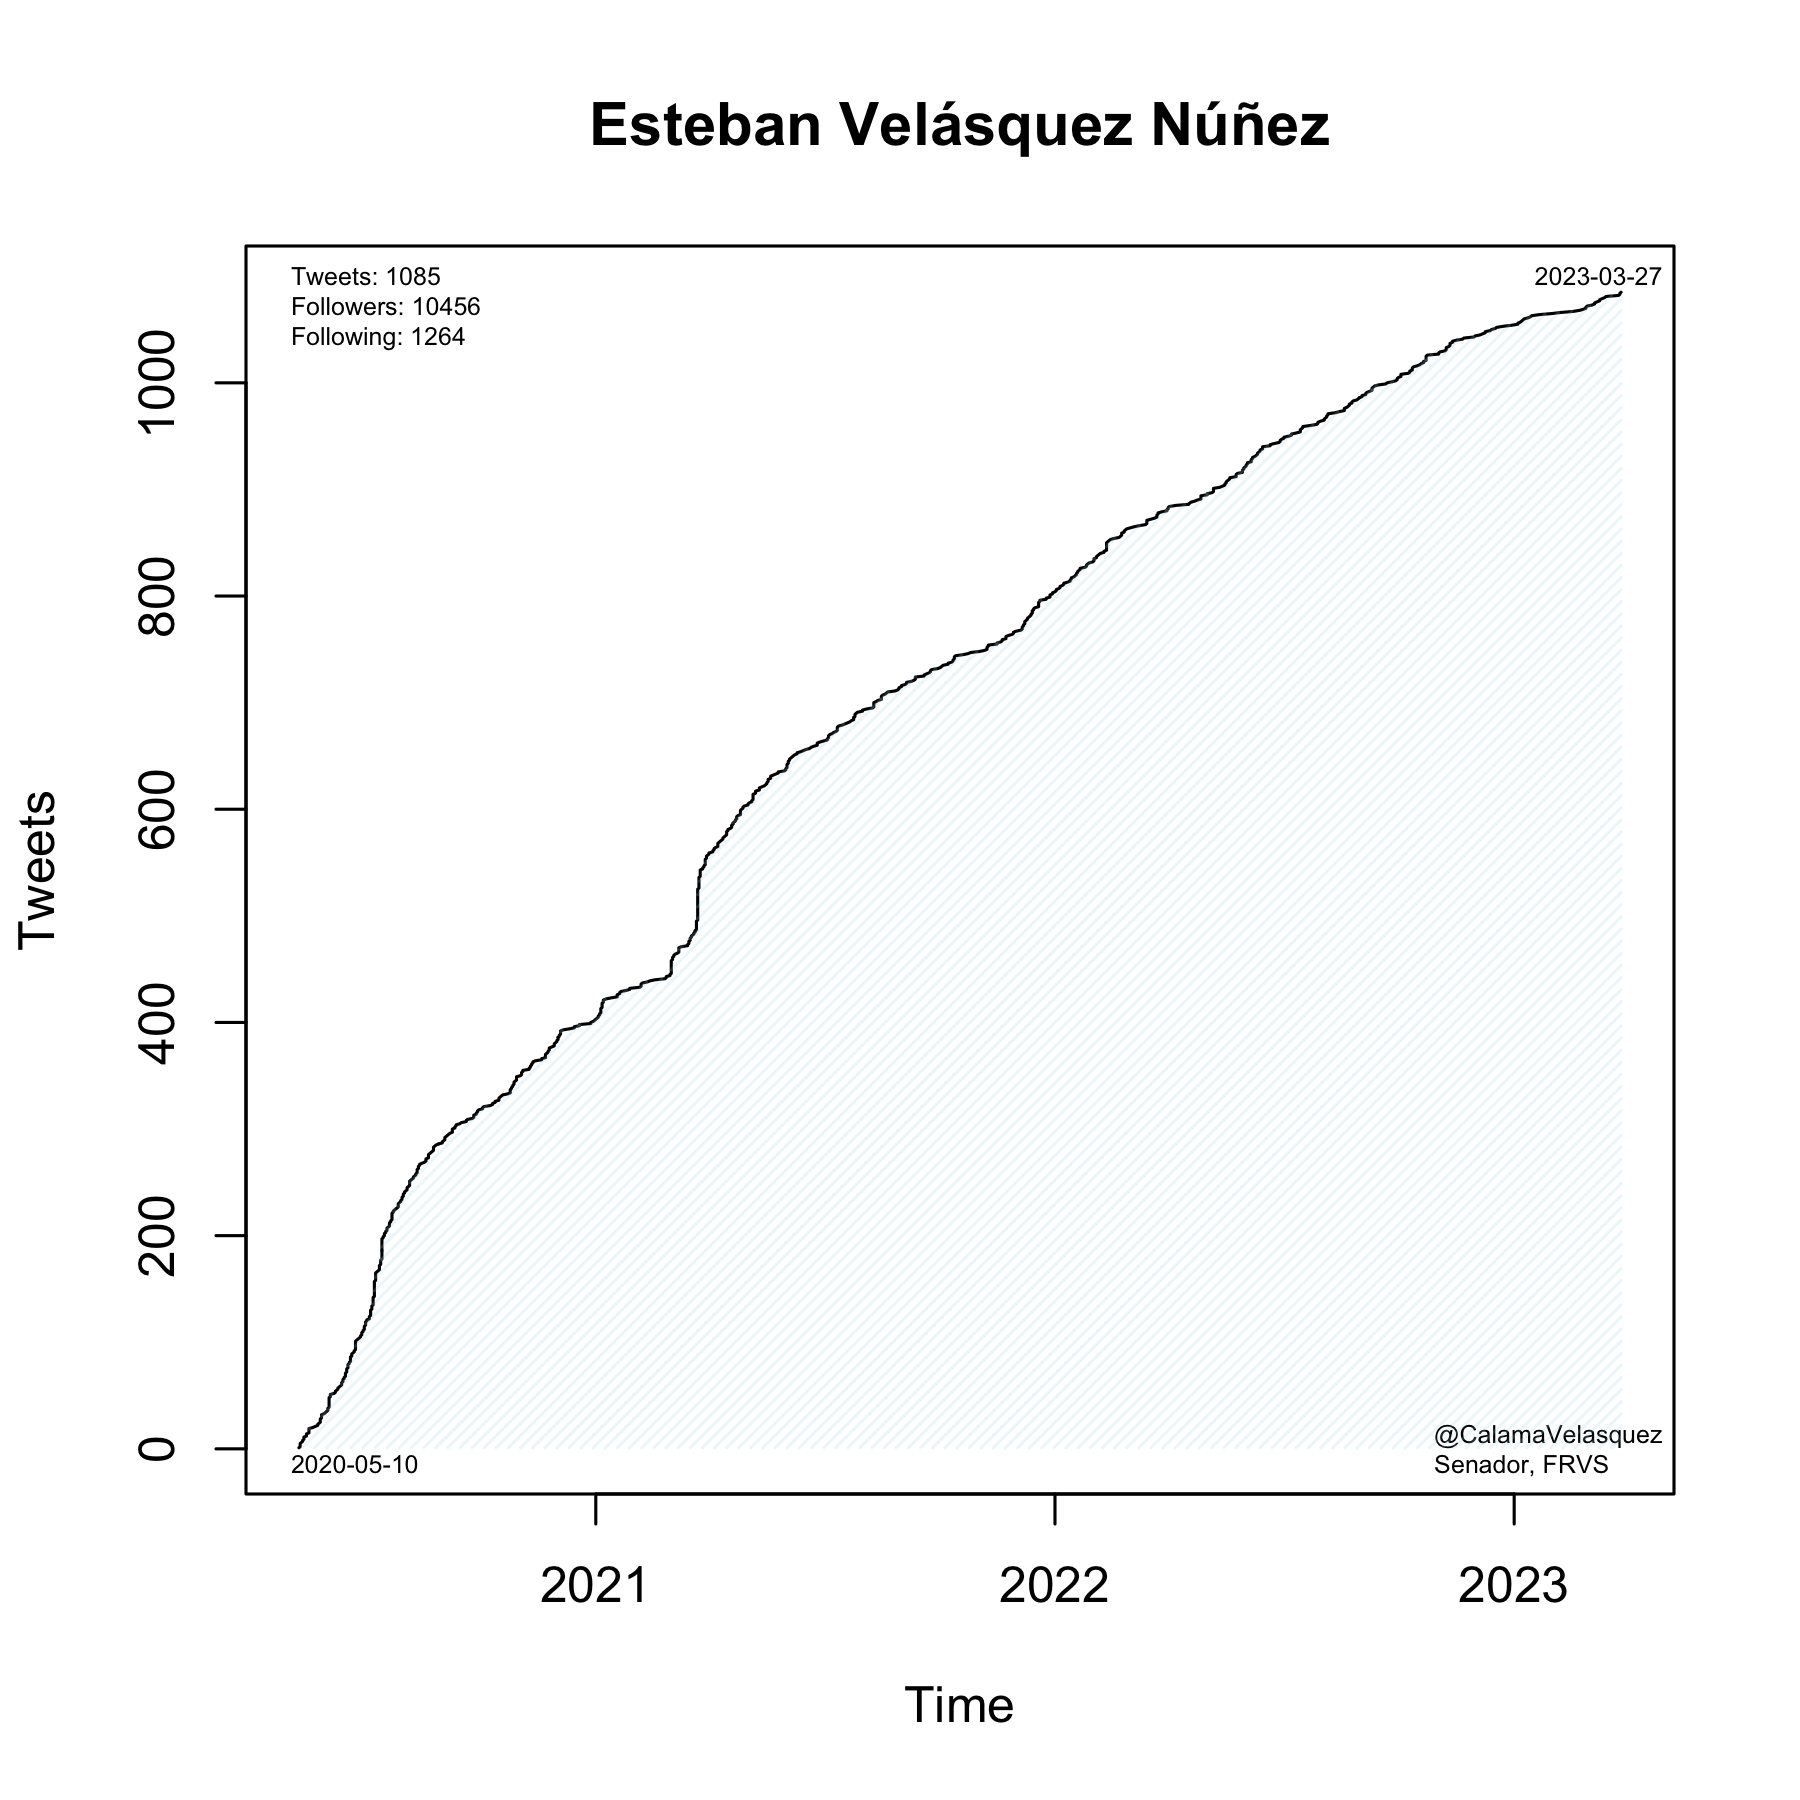 Esteban Velásquez Núñez
Tweets: 1085
Followers: 10456
Following: 1264
2023-03-27
1000
800
600
400
200
0
Tweets
2020-05-10
@CalamaVelasquez
Senador, FRVS
2021
2022
2023
Time